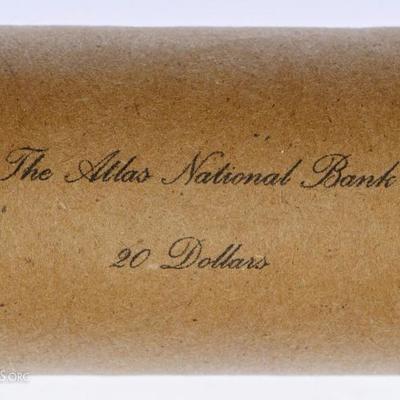 The Atlas National Bank
20 Dollars